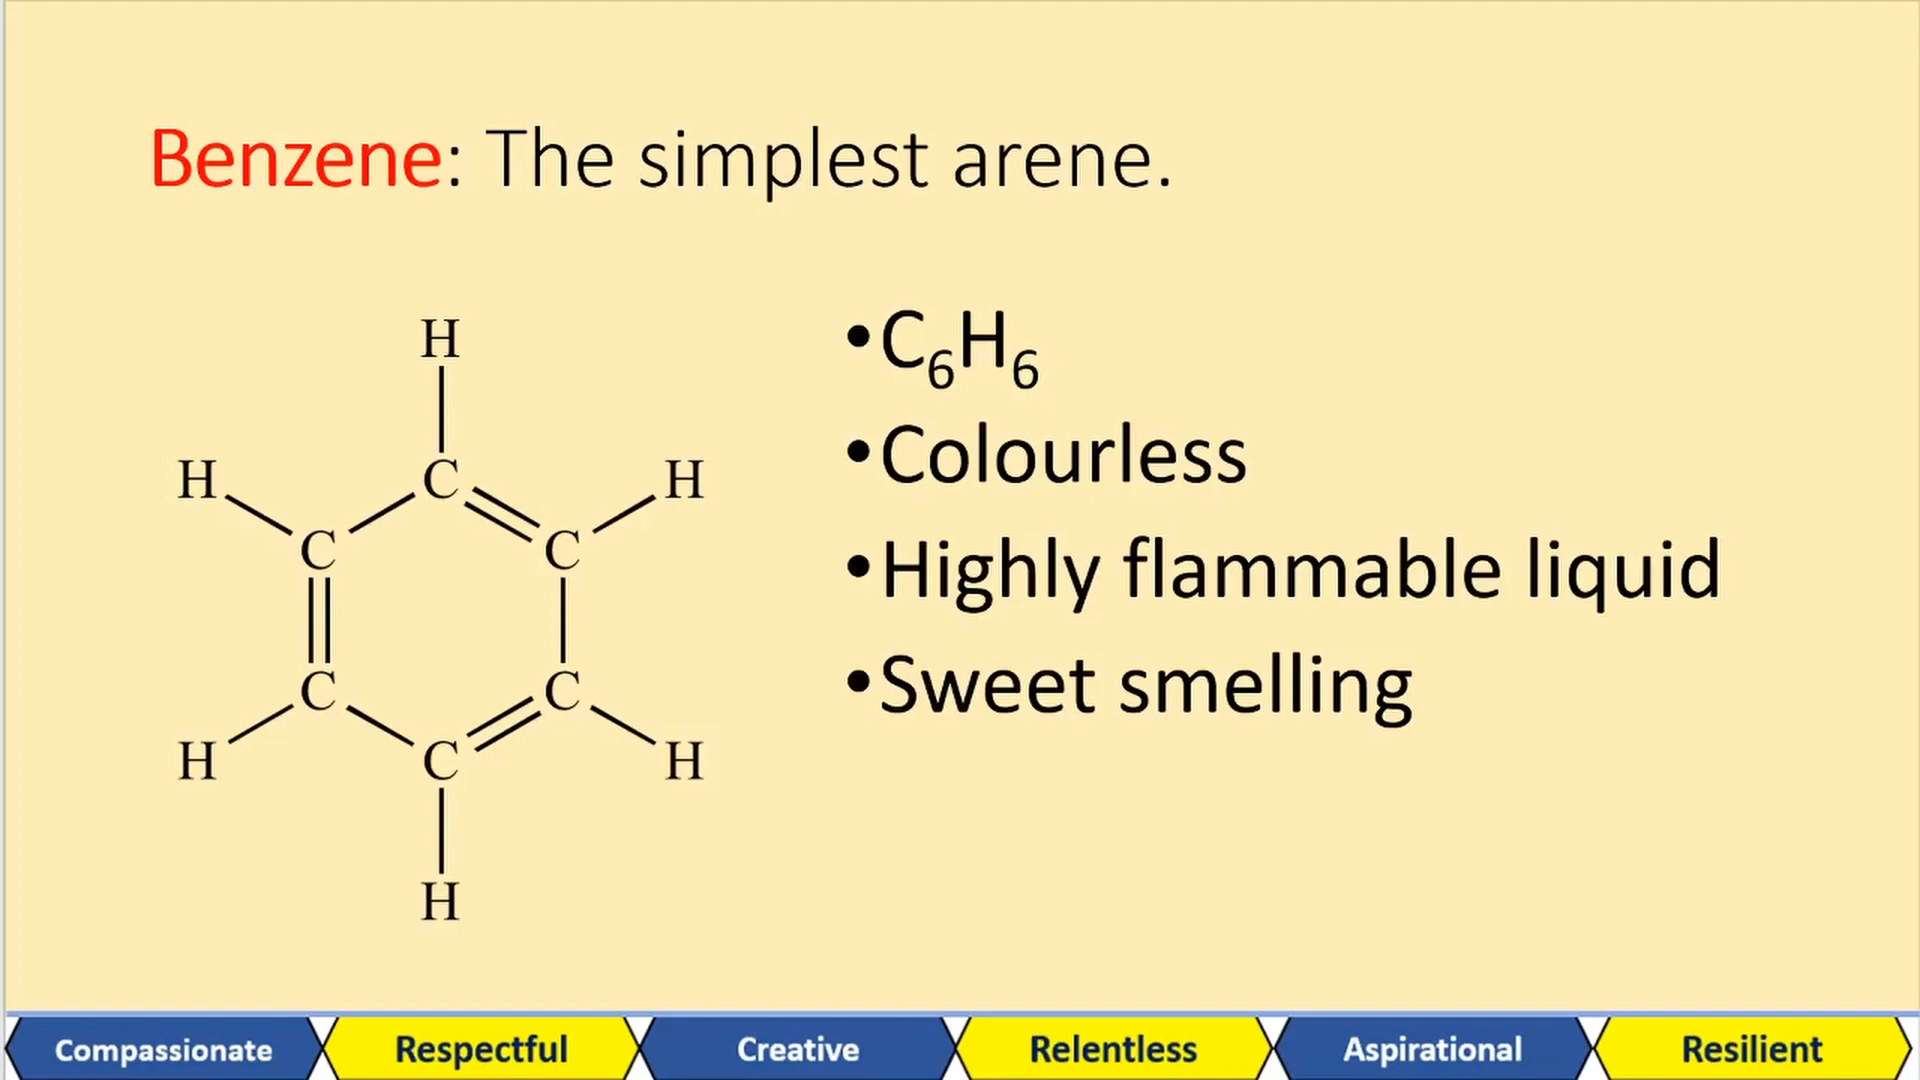 Benzene: The simplest arene.
H
H
C
H
C
C
C
C
H
C
H
H
•C₆H₆
•Colourless
•Highly flammable liquid
•Sweet smelling
Compassionate
Respectful
Creative
Relentless
Aspirational
Resilient